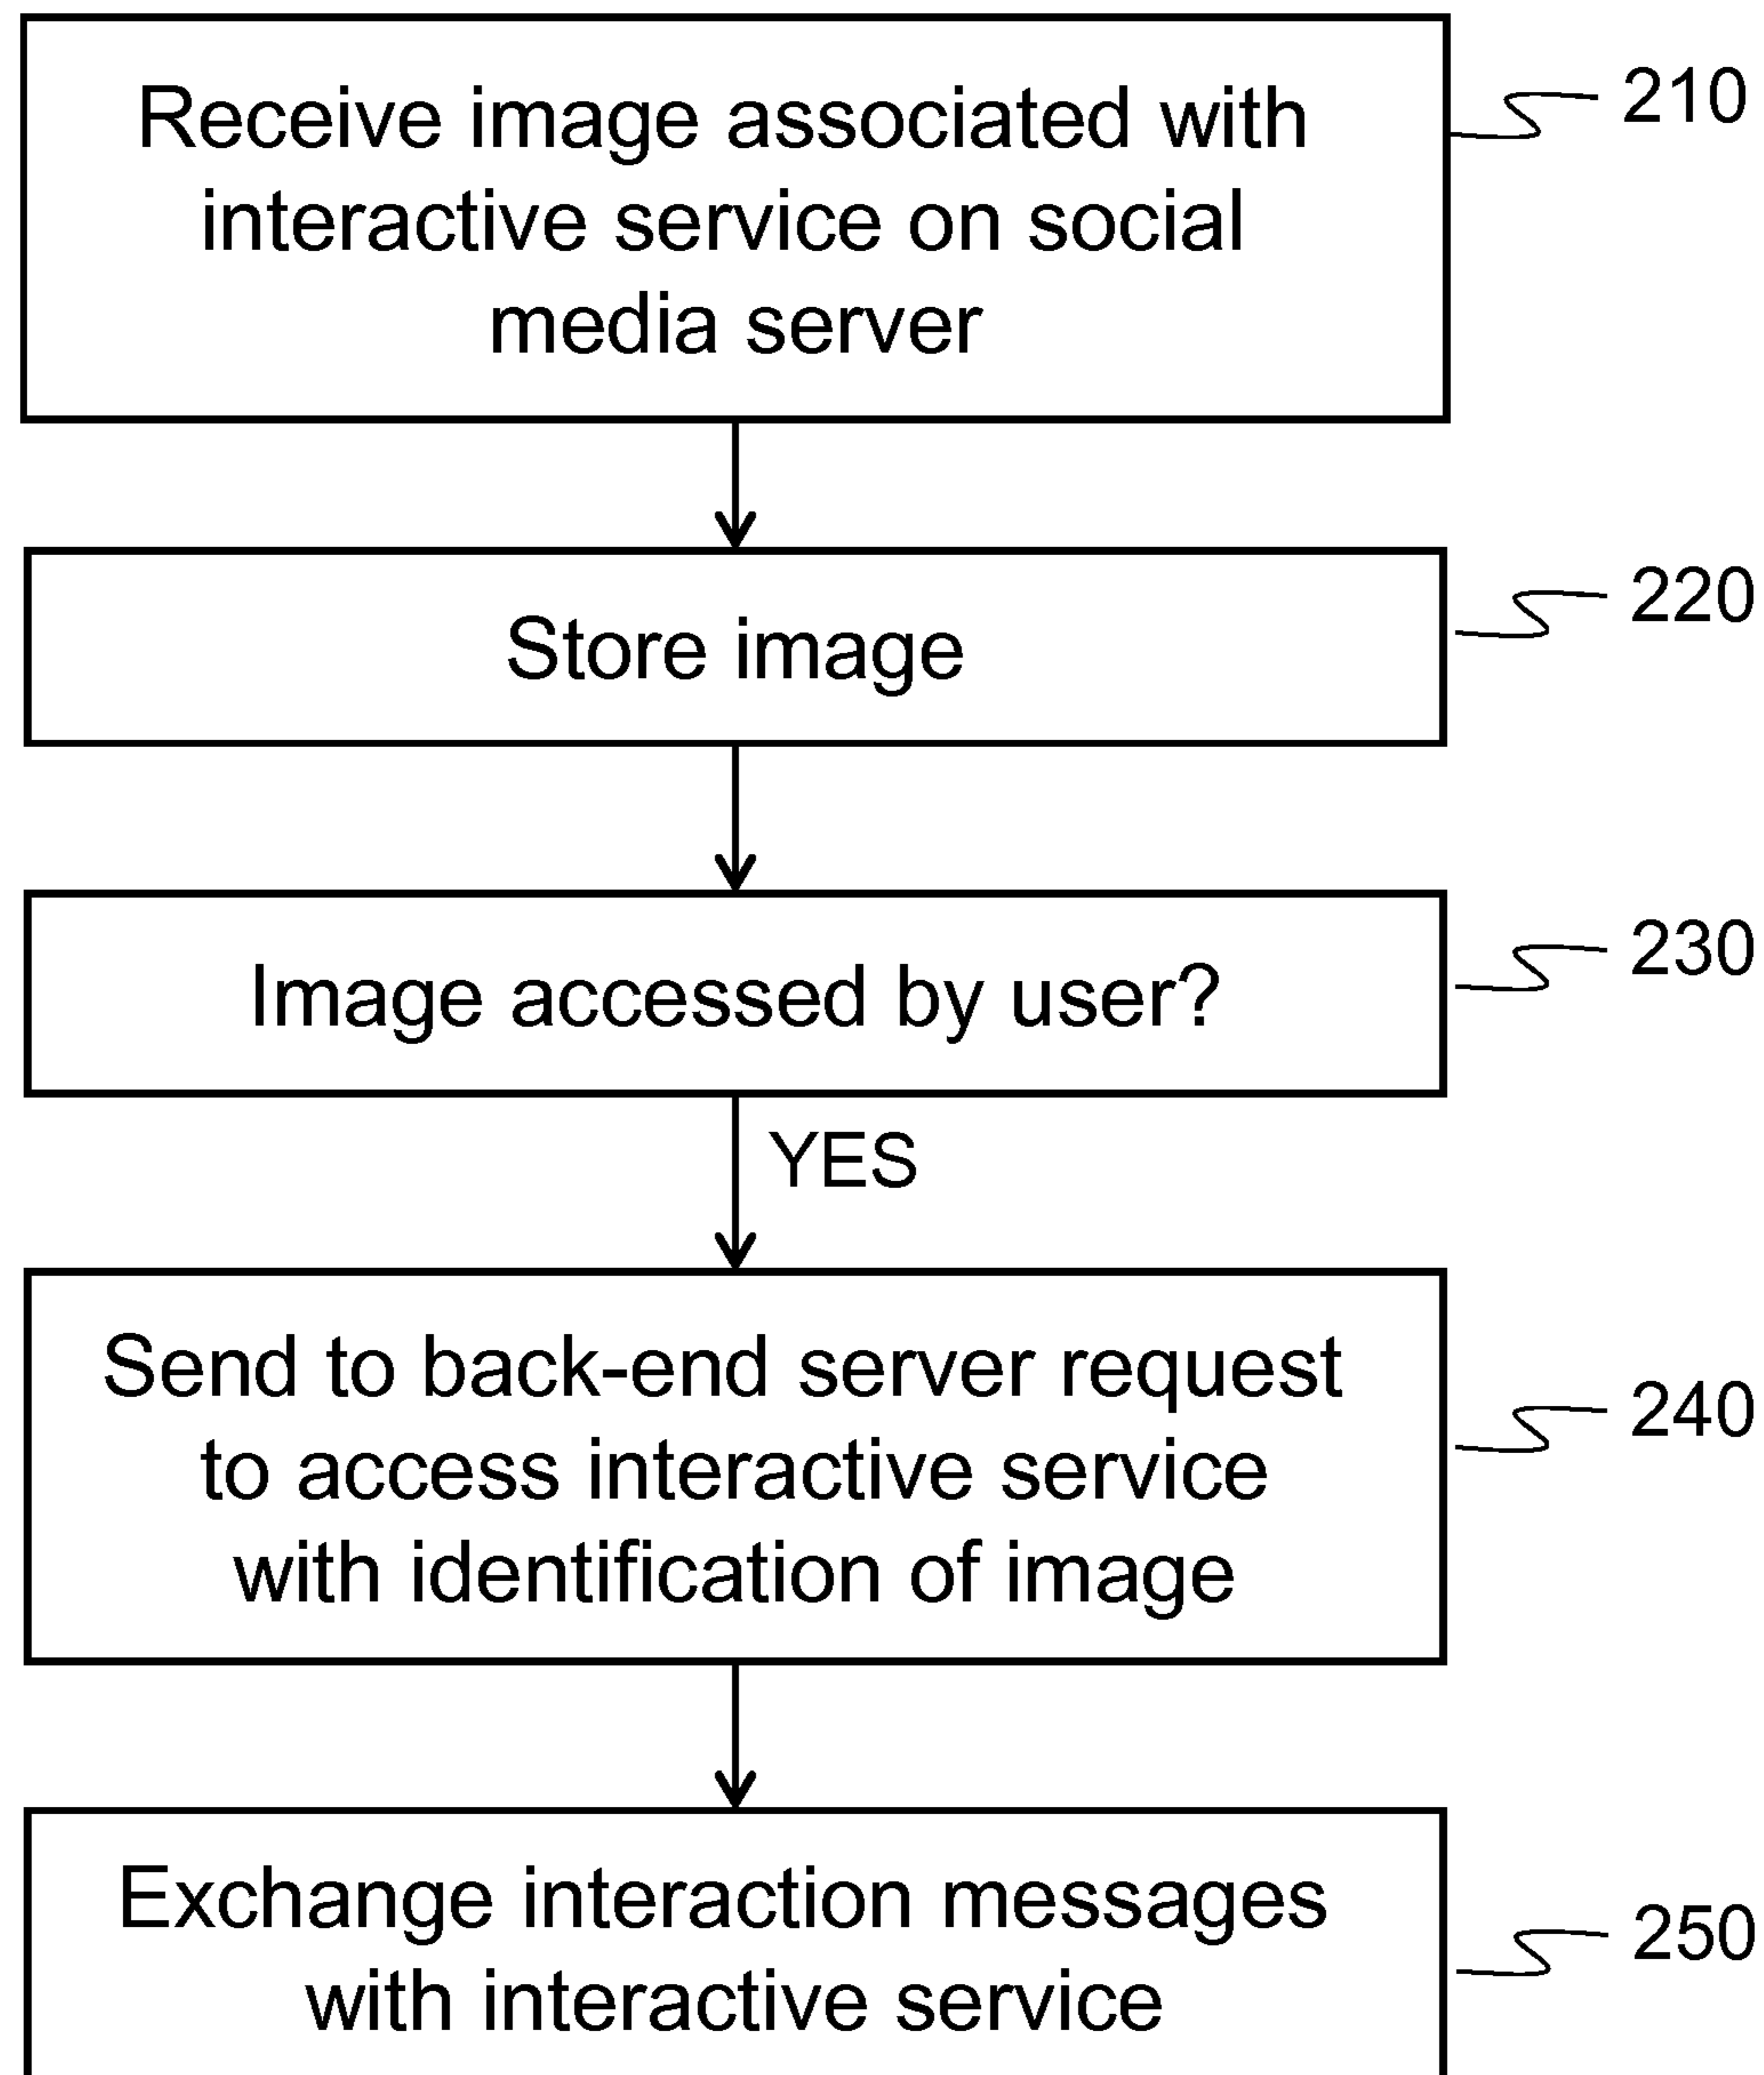 Receive image associated with
interactive service on social
media server
210
Store image
220
Image accessed by user?
230
YES
Send to back-end server request
to access interactive service
with identification of image
240
Exchange interaction messages
with interactive service
250